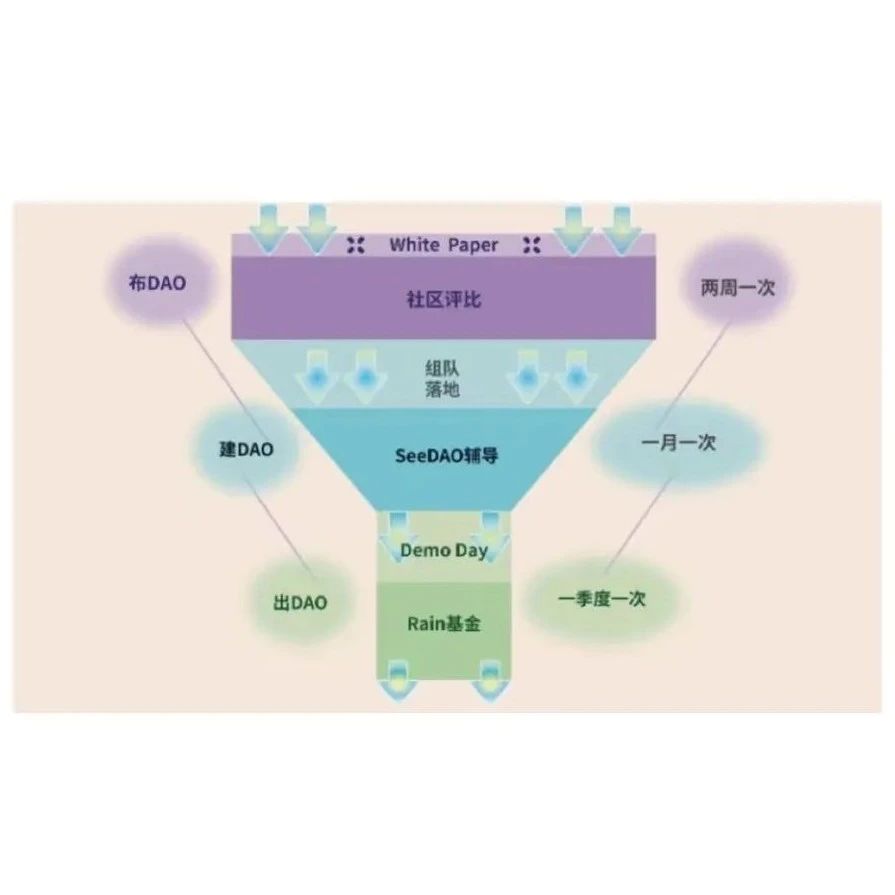 White Paper
布DAO
社区评比
两周一次
组队
落地
建DAO
SeeDAO辅导
一月一次
Demo Day
出DAO
Rain基金
一季度一次